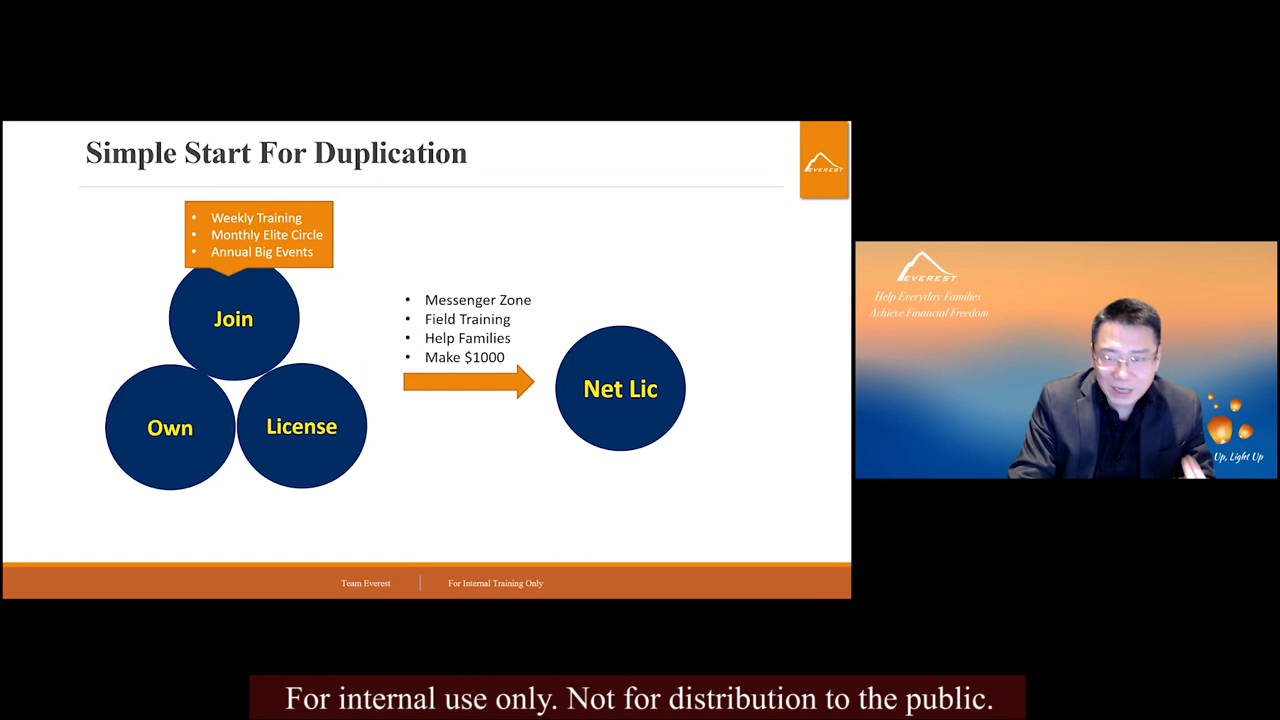 Simple Start For Duplication
EVEREST
• Weekly Training
• Monthly Elite Circle
• Annual Big Events
Join
Own
License
• Messenger Zone
• Field Training
• Help Families
• Make $1000
Net Lic
Team Everest
For Internal Training Only
EVEREST
Help Everyday Families
Achieve Financial Freedom
Up, Light Up
For internal use only. Not for distribution to the public.